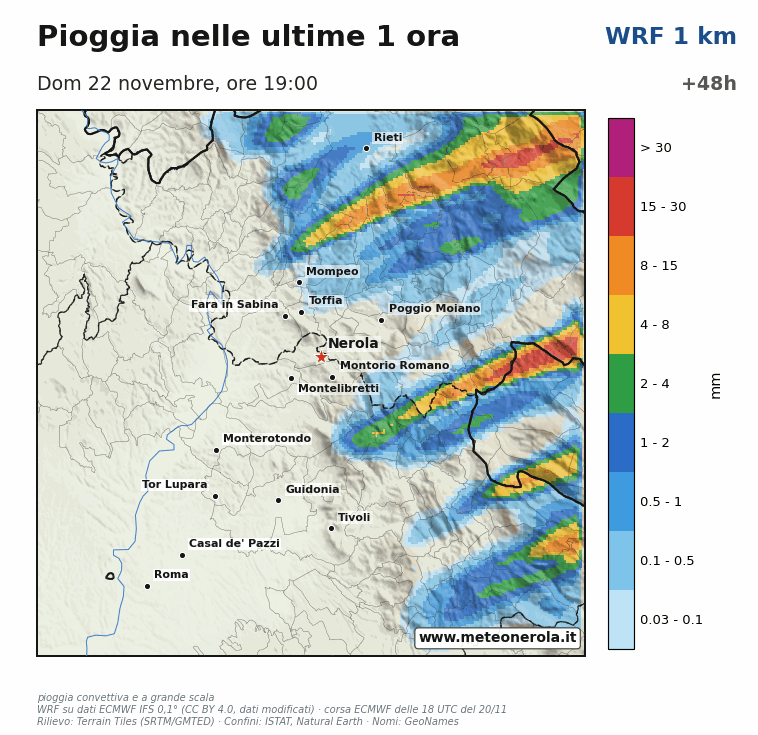 Pioggia nelle ultime 1 ora
WRF 1 km
Dom 22 novembre, ore 19:00
+48h
Rieti
Mompeo
Fara in Sabina
Toffia
Poggio Moiano
Nerola
Montorio Romano
Montelibretti
Monterotondo
Tor Lupara
Guidonia
Tivoli
Casal de' Pazzi
Roma
www.meteonerola.it
> 30
15 - 30
8 - 15
4 - 8
2 - 4
1 - 2
0.5 - 1
0.1 - 0.5
0.03 - 0.1
mm
pioggia convettiva e a grande scala
WRF su dati ECMWF IFS 0,1° (CC BY 4.0, dati modificati) · corsa ECMWF delle 18 UTC del 20/11
Rilievo: Terrain Tiles (SRTM/GMTED) · Confini: ISTAT, Natural Earth · Nomi: GeoNames